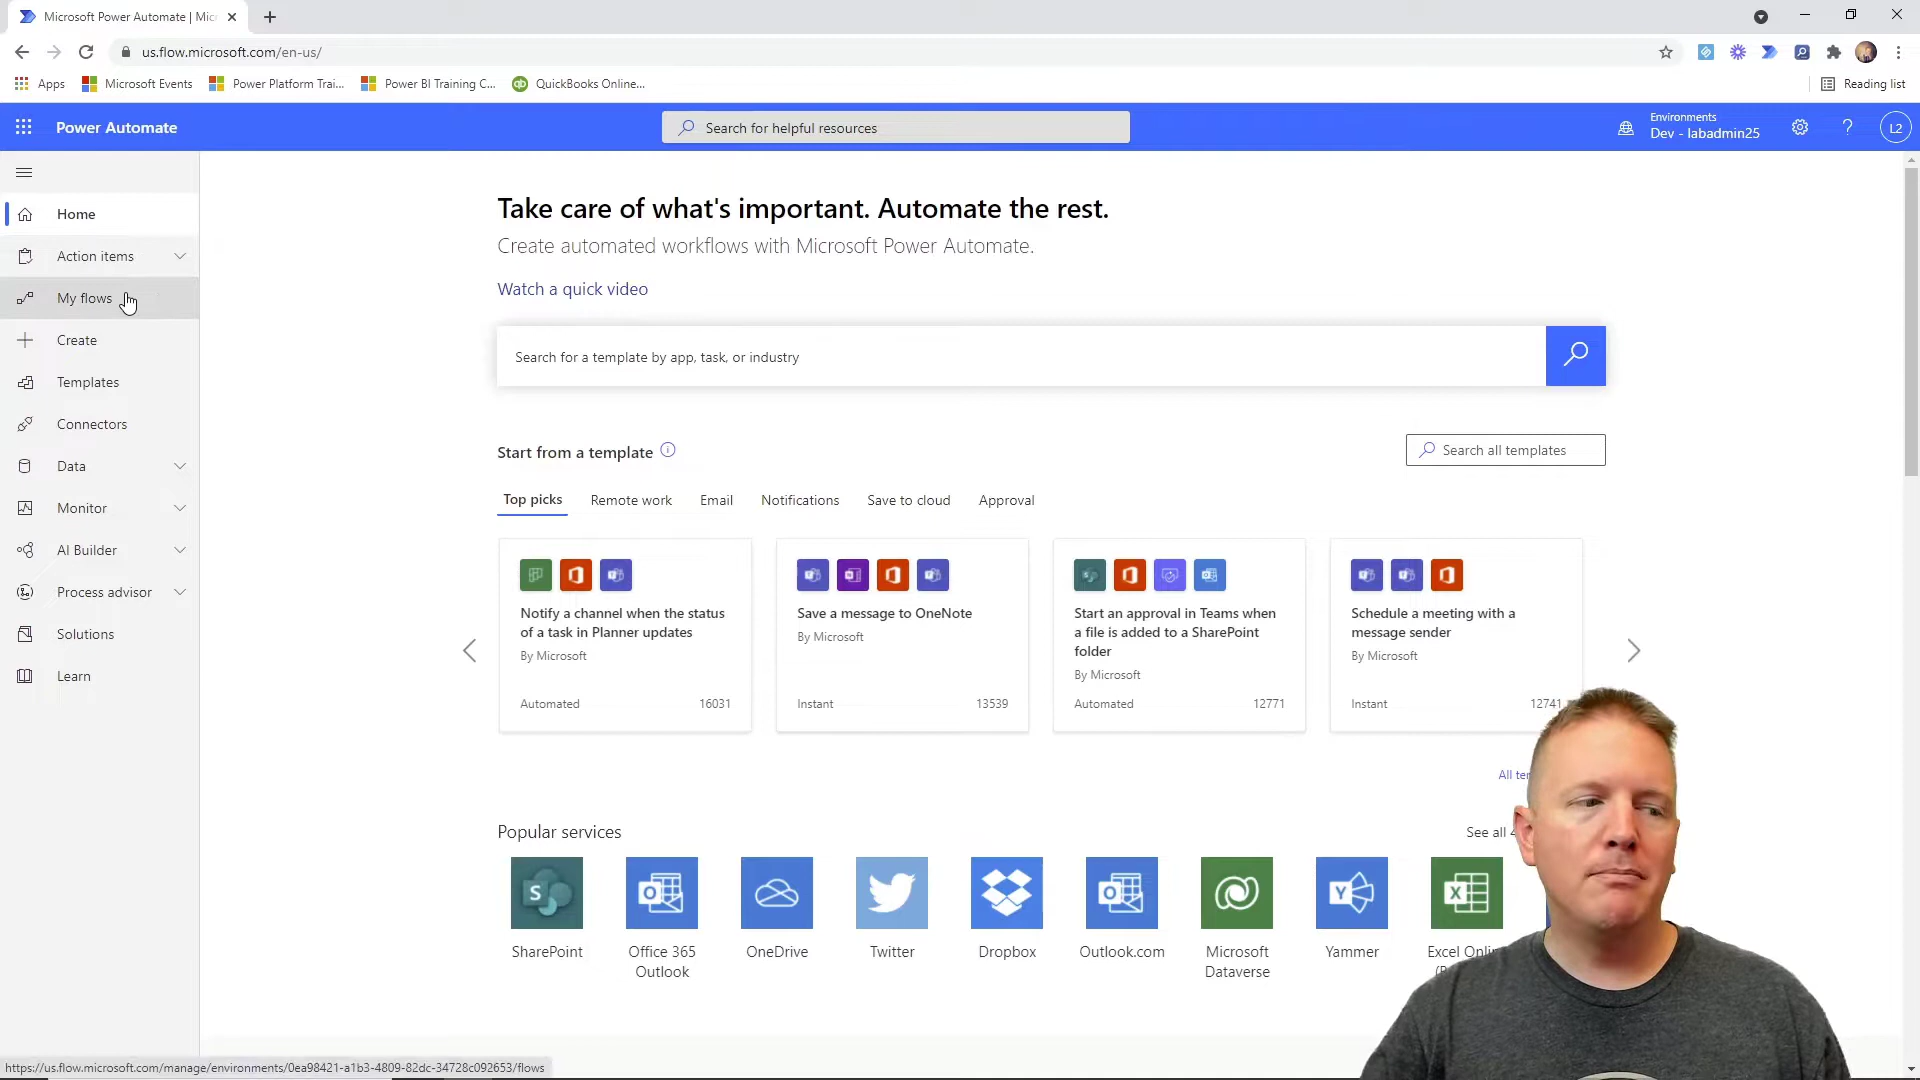 Microsoft Power Automate | Micr
us.flow.microsoft.com/en-us/
Apps
Microsoft Events
Power Platform Trai...
Power BI Training C...
QuickBooks Online...
Reading list
Power Automate
Search for helpful resources
Environments
Dev - labadmin25
?
L2
Home
Action items
My flows
Create
Templates
Connectors
Data
Monitor
AI Builder
Process advisor
Solutions
Learn
Take care of what's important. Automate the rest.
Create automated workflows with Microsoft Power Automate.
Watch a quick video
Search for a template by app, task, or industry
Start from a template
Search all templates
Top picks
Remote work
Email
Notifications
Save to cloud
Approval
Notify a channel when the status
of a task in Planner updates
By Microsoft
Automated 16031
Save a message to OneNote
By Microsoft
Instant 13539
Start an approval in Teams when
a file is added to a SharePoint
folder
By Microsoft
Automated 12771
Schedule a meeting with a
message sender
By Microsoft
Instant 12741
All
Popular services
See all
SharePoint
Office 365
Outlook
OneDrive
Twitter
Dropbox
Outlook.com
Microsoft
Dataverse
Yammer
Excel
https://us.flow.microsoft.com/manage/environments/0ea98421-a1b3-4809-82dc-34728c092653/flows